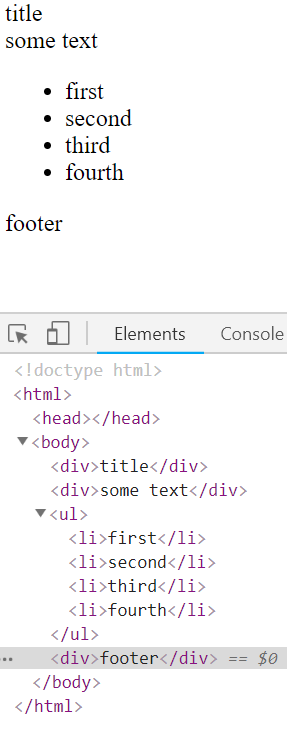 title
some text
• first
• second
• third
• fourth
footer
Elements Console
<!doctype html>
<html>
<head></head>
<body>
<div>title</div>
<div>some text</div>
<ul>
<li>first</li>
<li>second</li>
<li>third</li>
<li>fourth</li>
</ul>
… <div>footer</div> == $0
</body>
</html>